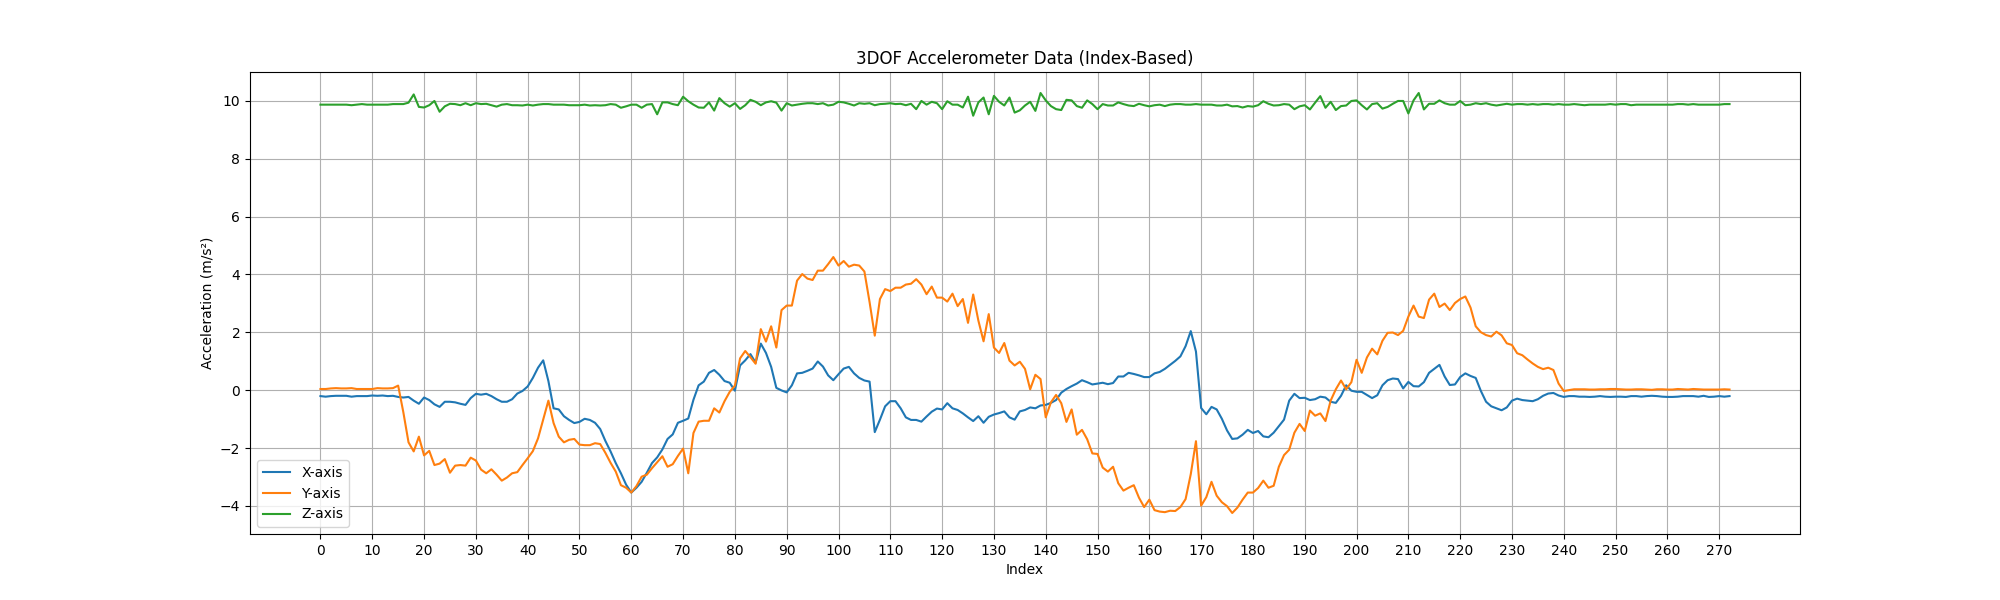 3DOF Accelerometer Data (Index-Based)
Acceleration (m/s²)
10
8
6
4
2
0
−2
−4
X-axis
Y-axis
Z-axis
0 10 20 30 40 50 60 70 80 90 100 110 120 130 140 150 160 170 180 190 200 210 220 230 240 250 260 270
Index